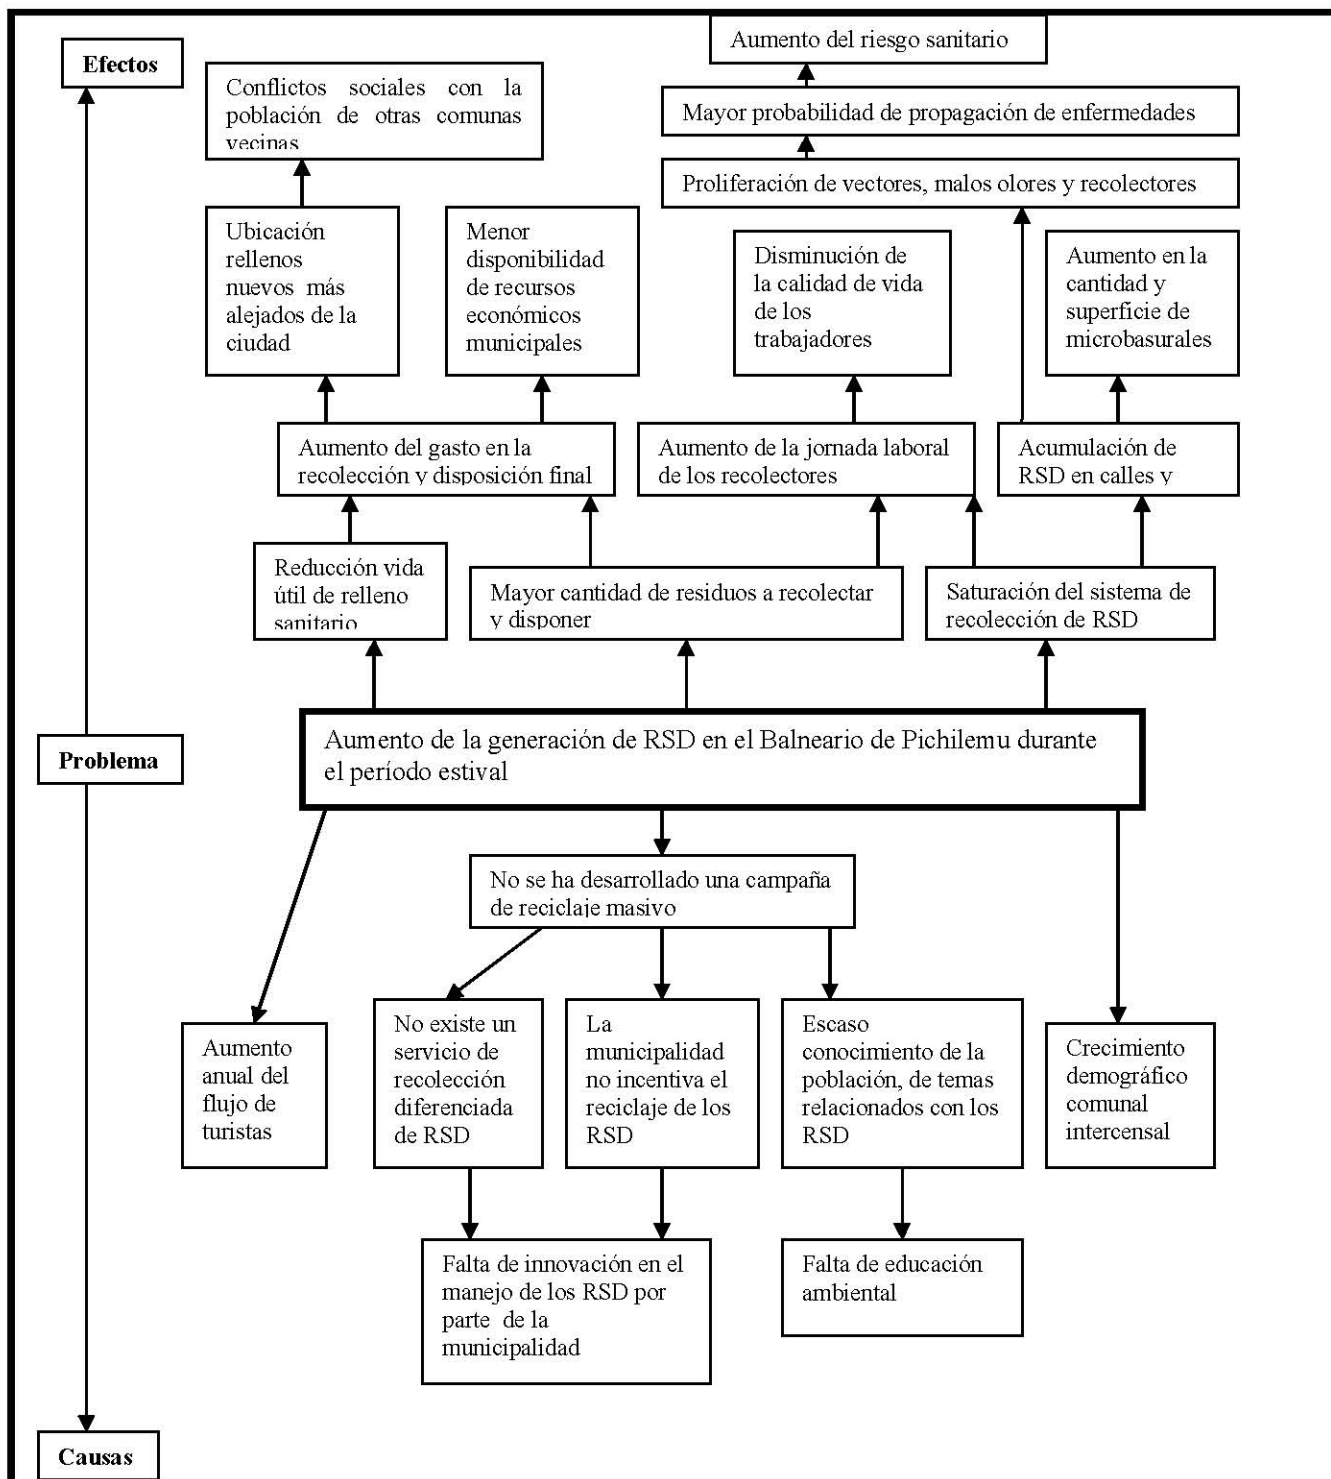 Efectos
Aumento del riesgo sanitario
Conflictos sociales con la
población de otras comunas
vecinas
Mayor probabilidad de propagación de enfermedades
Proliferación de vectores, malos olores y recolectores
Ubicación
rellenos
nuevos más
alejados de la
ciudad
Menor
disponibilidad
de recursos
económicos
municipales
Disminución de
la calidad de vida
de los
trabajadores
Aumento en la
cantidad y
superficie de
microbasurales
Aumento del gasto en la
recolección y disposición final
Aumento de la jornada laboral
de los recolectores
Acumulación de
RSD en calles y
Reducción vida
útil de relleno
sanitario
Mayor cantidad de residuos a recolectar
y disponer
Saturación del sistema de
recolección de RSD
Problema
Aumento de la generación de RSD en el Balneario de Pichilemu durante
el período estival
No se ha desarrollado una campaña
de reciclaje masivo
Aumento
anual del
flujo de
turistas
No existe un
servicio de
recolección
diferenciada
de RSD
La
municipalidad
no incentiva el
reciclaje de los
RSD
Escaso
conocimiento de la
población, de temas
relacionados con los
RSD
Crecimiento
demográfico
comunal
intercensal
Falta de innovación en el
manejo de los RSD por
parte de la
municipalidad
Falta de educación
ambiental
Causas